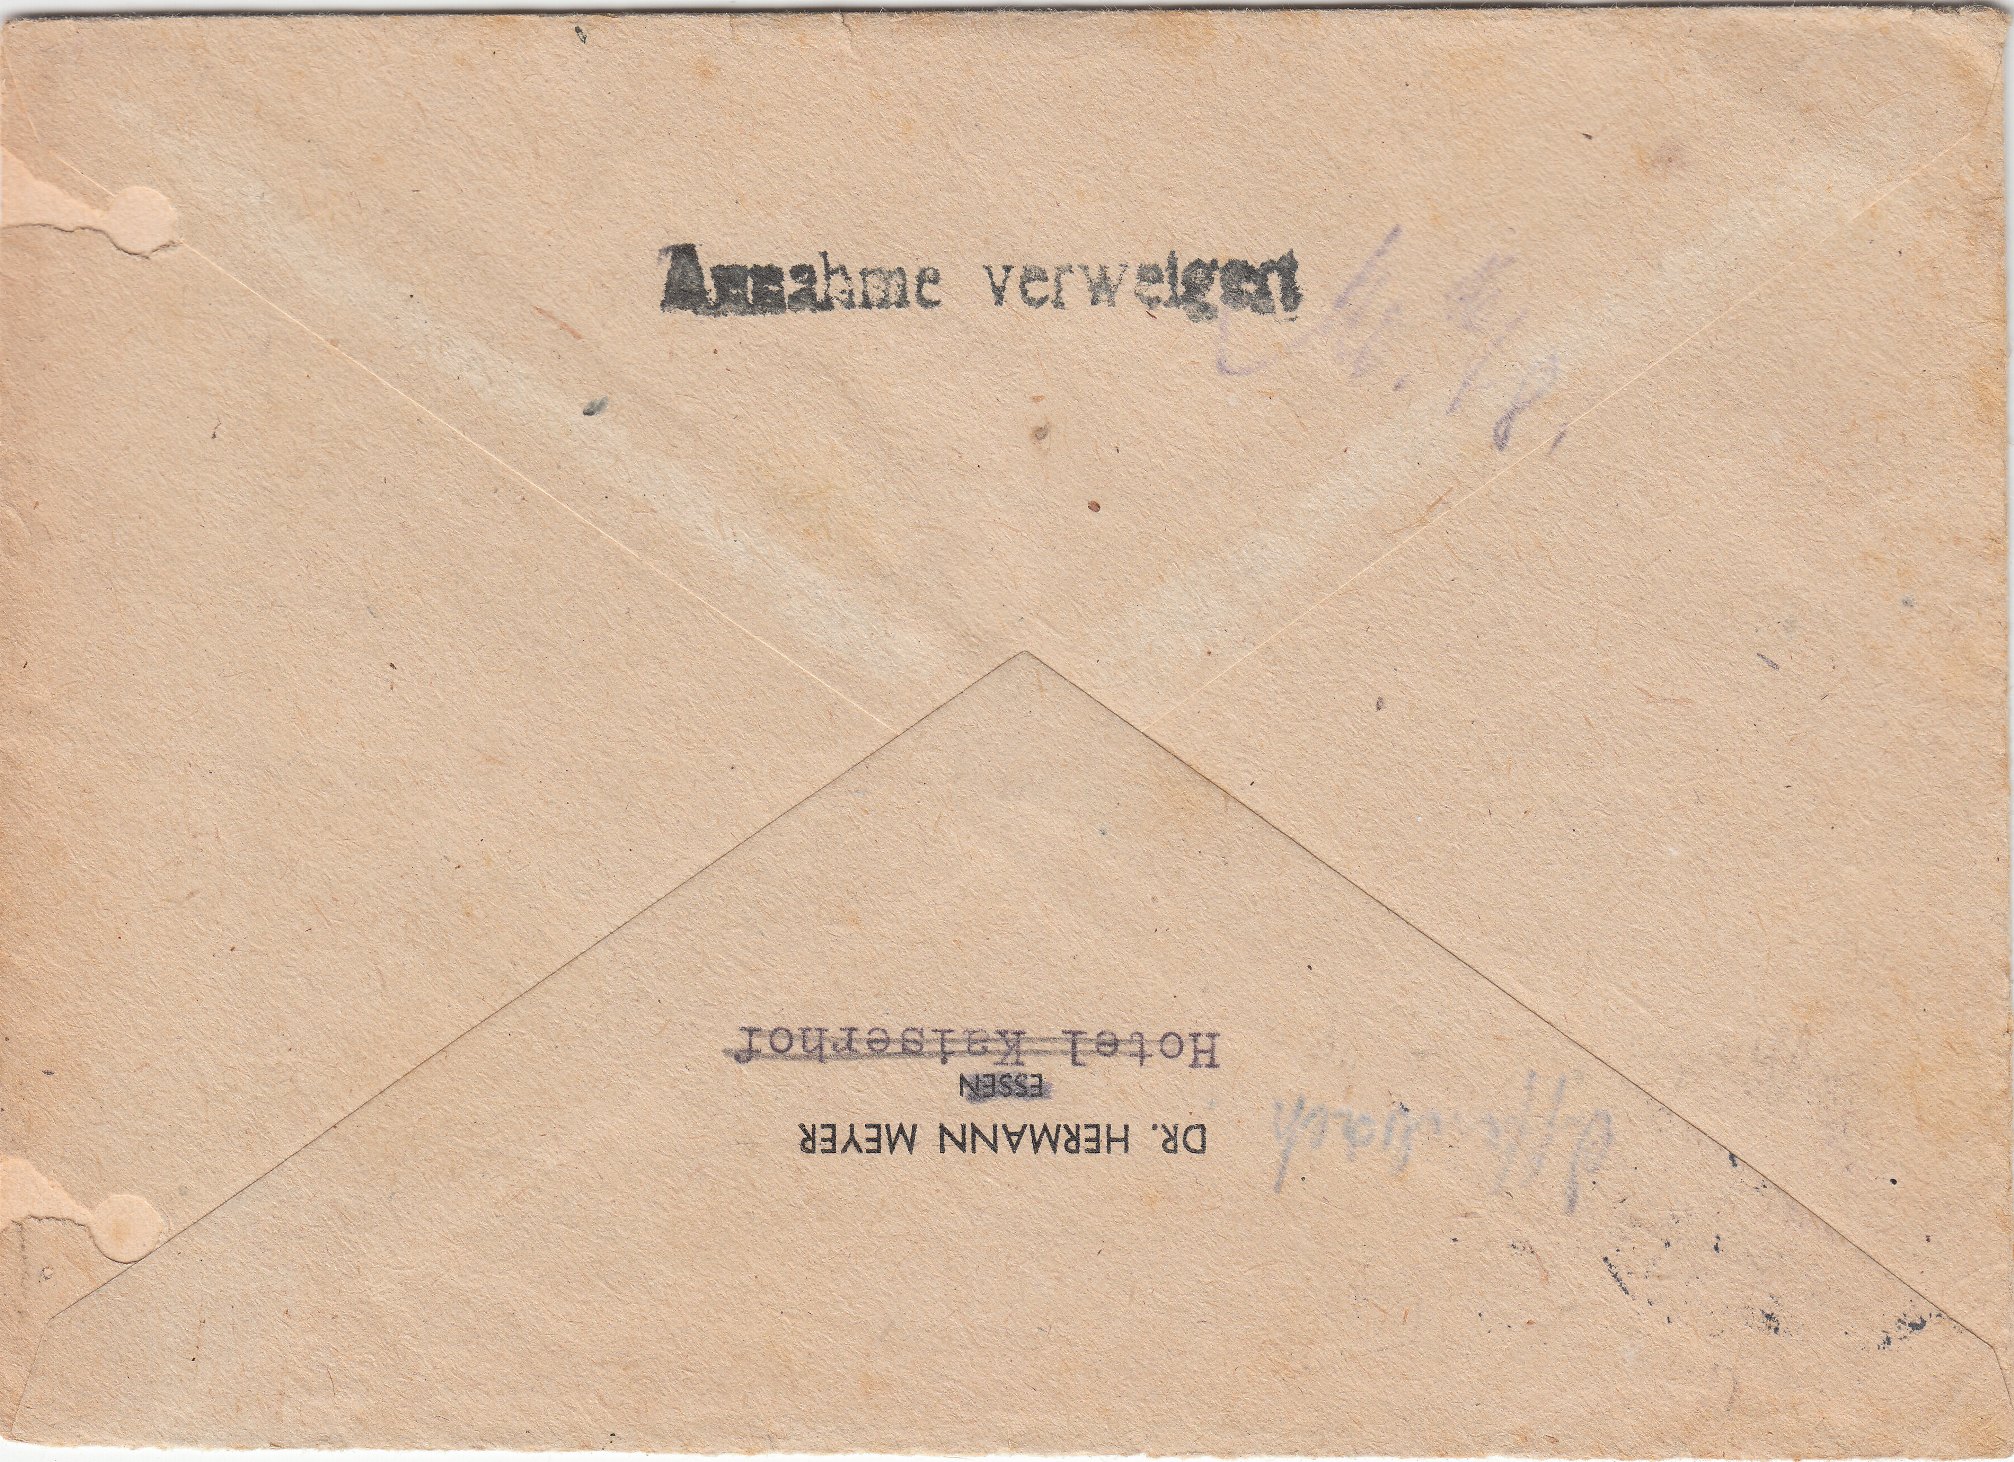 Annahme verweigert
DR. HERMANN MEYER
ESSEN
Hotel Kaiserhof